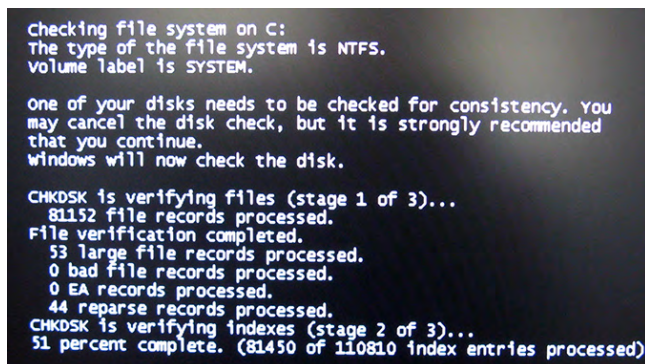 Checking file system on C:
The type of the file system is NTFS.
Volume label is SYSTEM.
One of your disks needs to be checked for consistency. You
may cancel the disk check, but it is strongly recommended
that you continue.
Windows will now check the disk.
CHKDSK is verifying files (stage 1 of 3)...
81152 file records processed.
File verification completed.
53 large file records processed.
0 bad file records processed.
0 EA records processed.
44 reparse records processed.
CHKDSK is verifying indexes (stage 2 of 3)...
51 percent complete. (81450 of 110810 index entries processed)